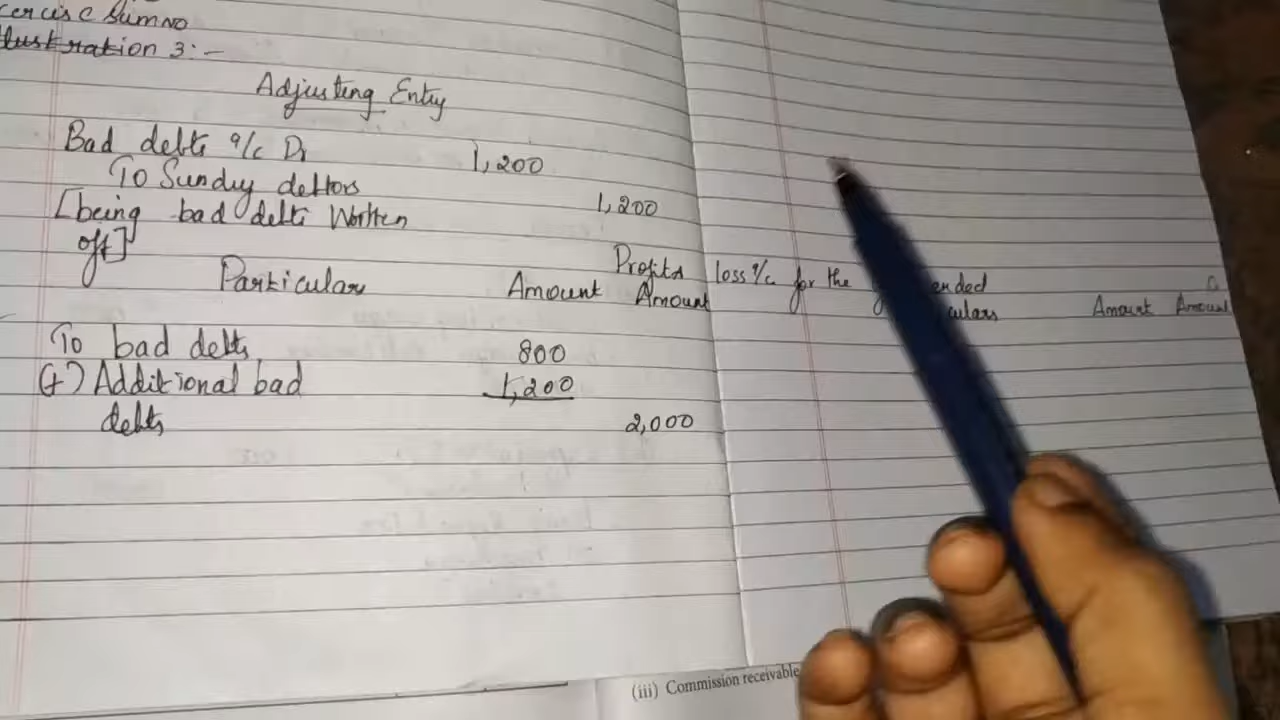 Sum No
Illustration 3:-
Adjusting Entry
Bad debts a/c Dr 1,200
To Sundry debtors 1,200
[being bad debts Written
off]
Profit & loss a/c for the ended
Particular Amount Amount Amount Amount
To bad debts 800
(+) Additional bad 1,200
debts 2,000
(iii) Commission receivable